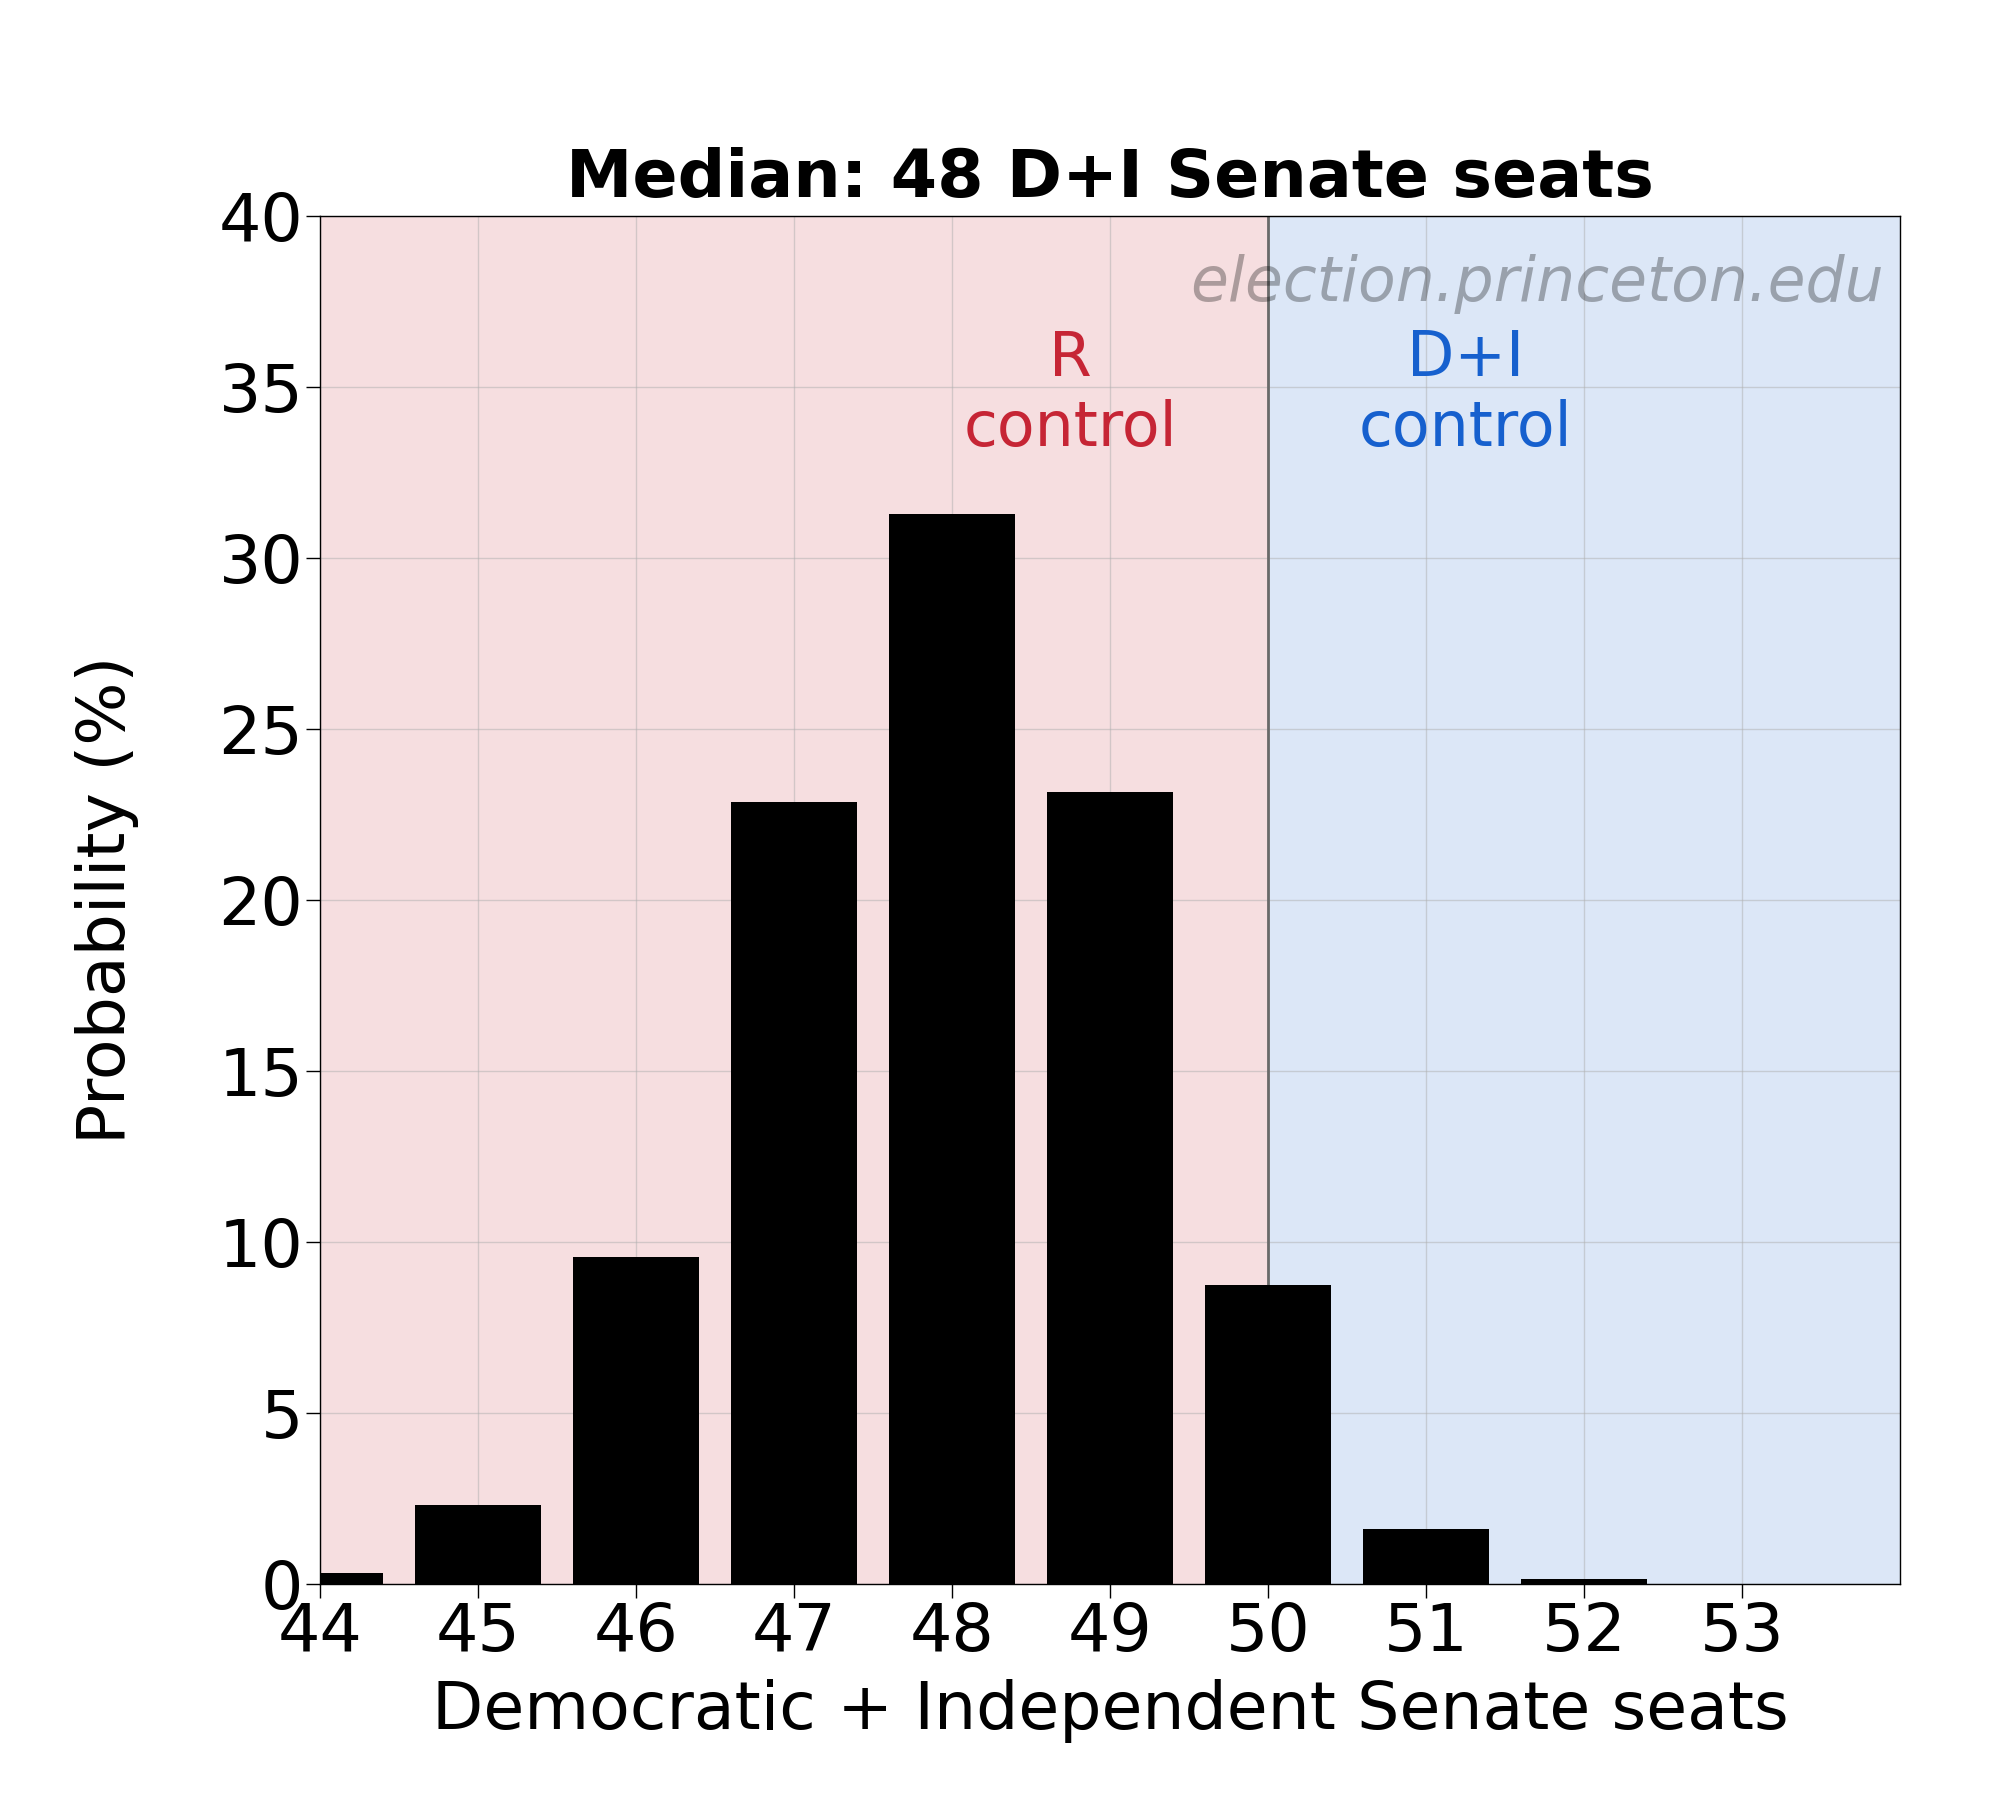 Median: 48 D+I Senate seats
election.princeton.edu
R
control
D+I
control
40
35
30
25
20
15
10
5
0
Probability (%)
44 45 46 47 48 49 50 51 52 53
Democratic + Independent Senate seats